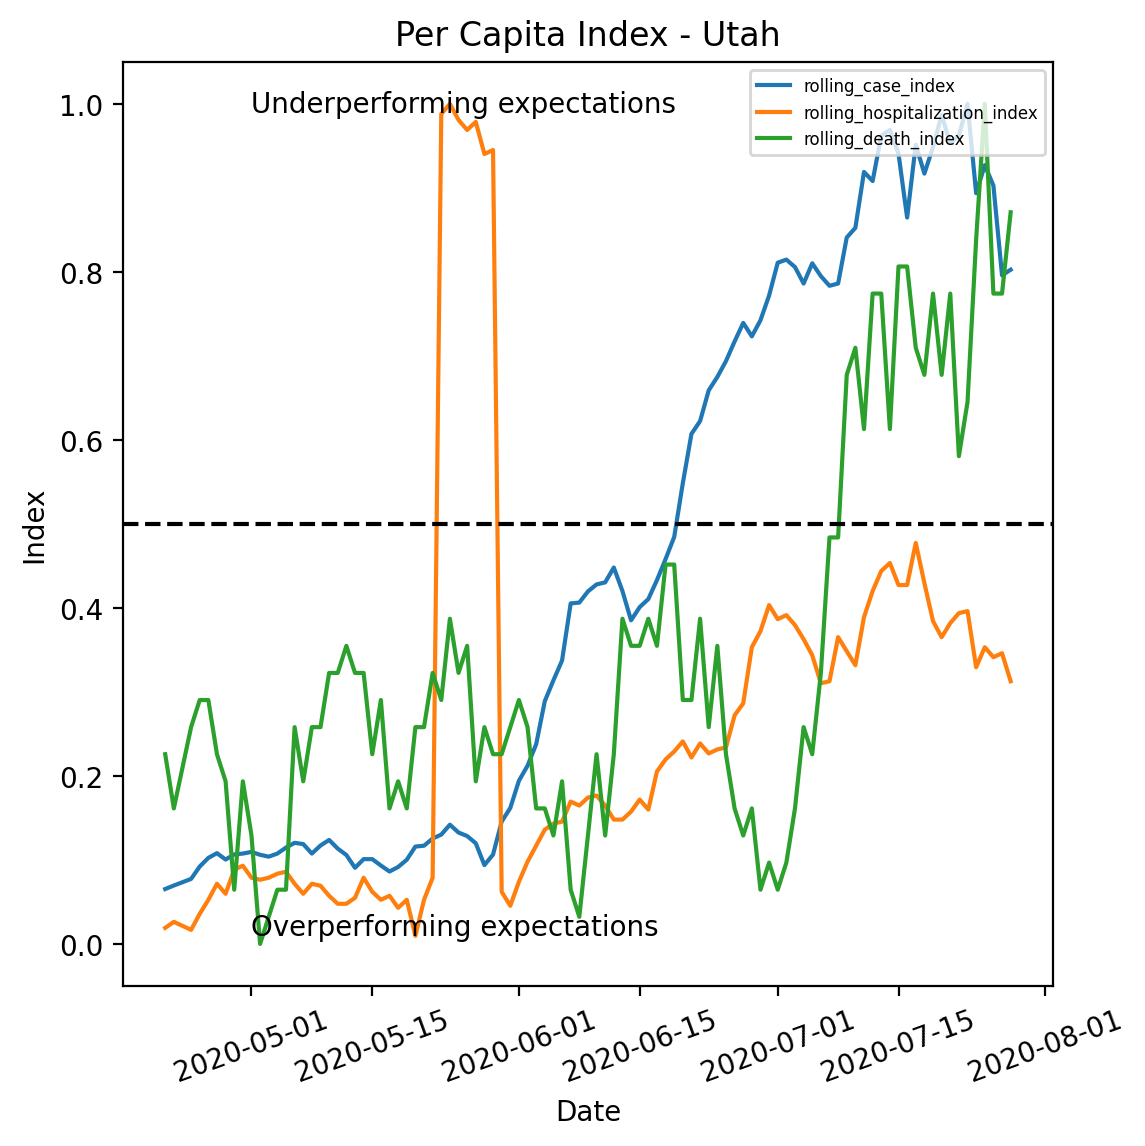 Per Capita Index - Utah
Underperforming expectations
rolling_case_index
rolling_hospitalization_index
rolling_death_index
1.0
0.8
0.6
0.4
0.2
0.0
Index
Overperforming expectations
2020-05-01
2020-05-15
2020-06-01
2020-06-15
2020-07-01
2020-07-15
2020-08-01
Date